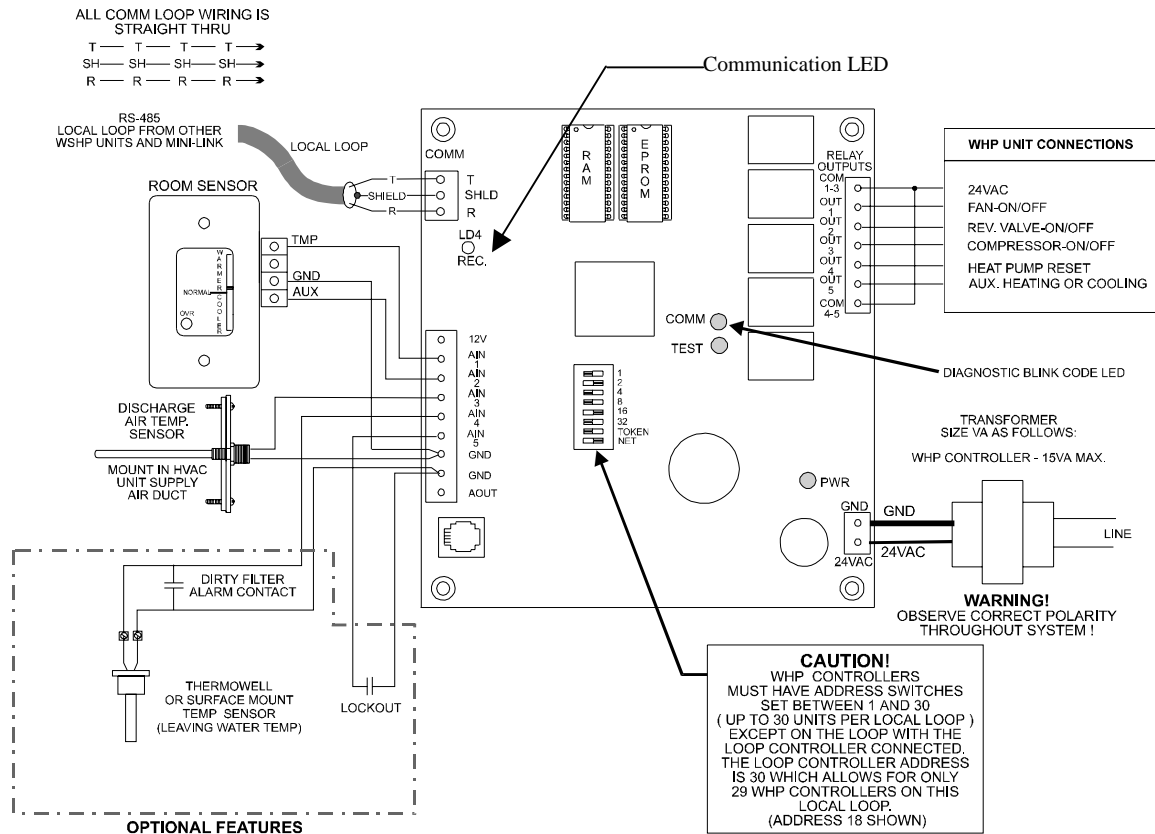 ALL COMM LOOP WIRING IS
STRAIGHT THRU
T T T T
SH SH SH SH
R R R R
Communication LED
RS-485
LOCAL LOOP FROM OTHER
WSHP UNITS AND MINI-LINK
LOCAL LOOP
T
SHIELD
R
COMM
T
SHLD
R
LD4
REC.
RAM
EPROM
RELAY
OUTPUTS
COM
1-3
OUT
1
OUT
2
OUT
3
OUT
4
OUT
5
COM
4-5
WHP UNIT CONNECTIONS
24VAC
FAN-ON/OFF
REV. VALVE-ON/OFF
COMPRESSOR-ON/OFF
HEAT PUMP RESET
AUX. HEATING OR COOLING
ROOM SENSOR
WARMER
NORMAL
COOLER
OVR
TMP
GND
AUX
12V
AIN
1
AIN
2
AIN
3
AIN
4
AIN
5
GND
GND
AOUT
COMM
TEST
DIAGNOSTIC BLINK CODE LED
1
2
4
8
16
32
TOKEN
NET
DISCHARGE
AIR TEMP.
SENSOR
MOUNT IN HVAC
UNIT SUPPLY
AIR DUCT
TRANSFORMER
SIZE VA AS FOLLOWS:
WHP CONTROLLER - 15VA MAX.
PWR
GND
GND
24VAC
24VAC
LINE
WARNING!
OBSERVE CORRECT POLARITY
THROUGHOUT SYSTEM !
DIRTY FILTER
ALARM CONTACT
THERMOWELL
OR SURFACE MOUNT
TEMP SENSOR
(LEAVING WATER TEMP)
LOCKOUT
OPTIONAL FEATURES
CAUTION!
WHP CONTROLLERS
MUST HAVE ADDRESS SWITCHES
SET BETWEEN 1 AND 30
( UP TO 30 UNITS PER LOCAL LOOP )
EXCEPT ON THE LOOP WITH THE
LOOP CONTROLLER CONNECTED.
THE LOOP CONTROLLER ADDRESS
IS 30 WHICH ALLOWS FOR ONLY
29 WHP CONTROLLERS ON THIS
LOCAL LOOP.
(ADDRESS 18 SHOWN)